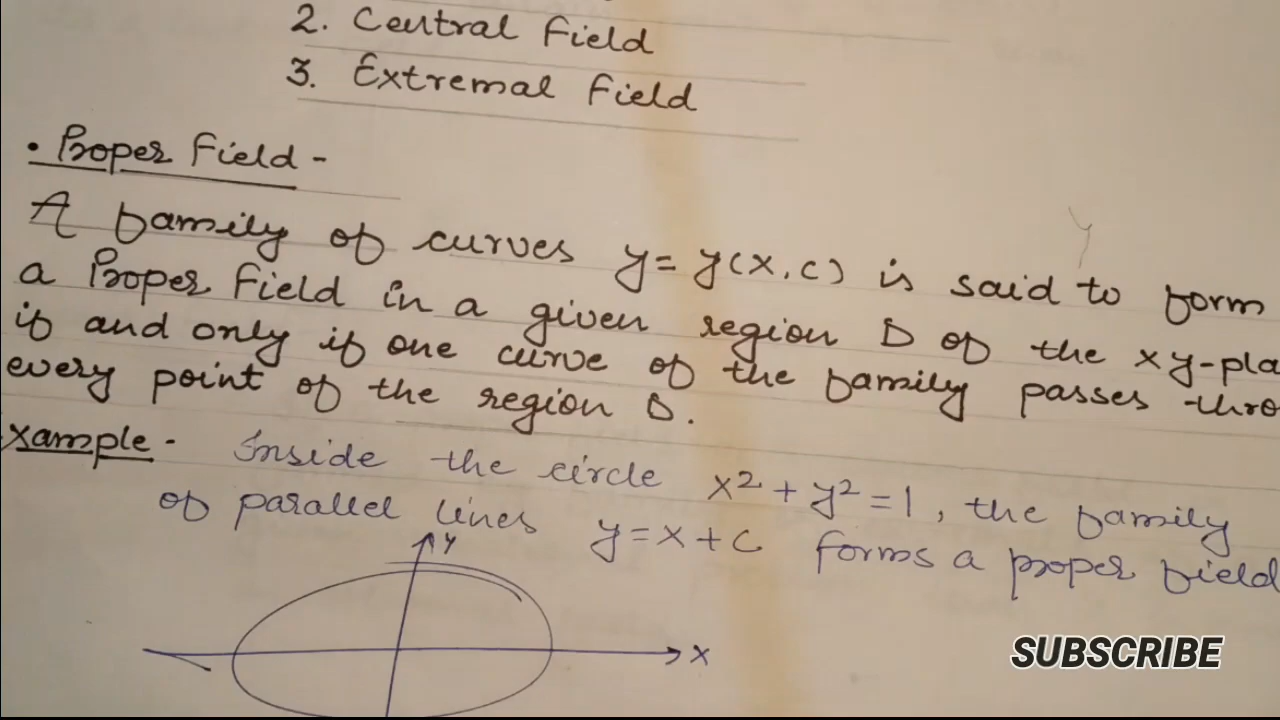 2. Central Field
3. Extremal Field
• Proper Field -
A family of curves y = y(x, c) is said to form
a Proper Field in a given region D of the xy-pla
if and only if one curve of the family passes thro
every point of the region D.
xample - Inside the circle x² + y² = 1, the family
of parallel lines y = x + c forms a proper field
y
x
y
SUBSCRIBE